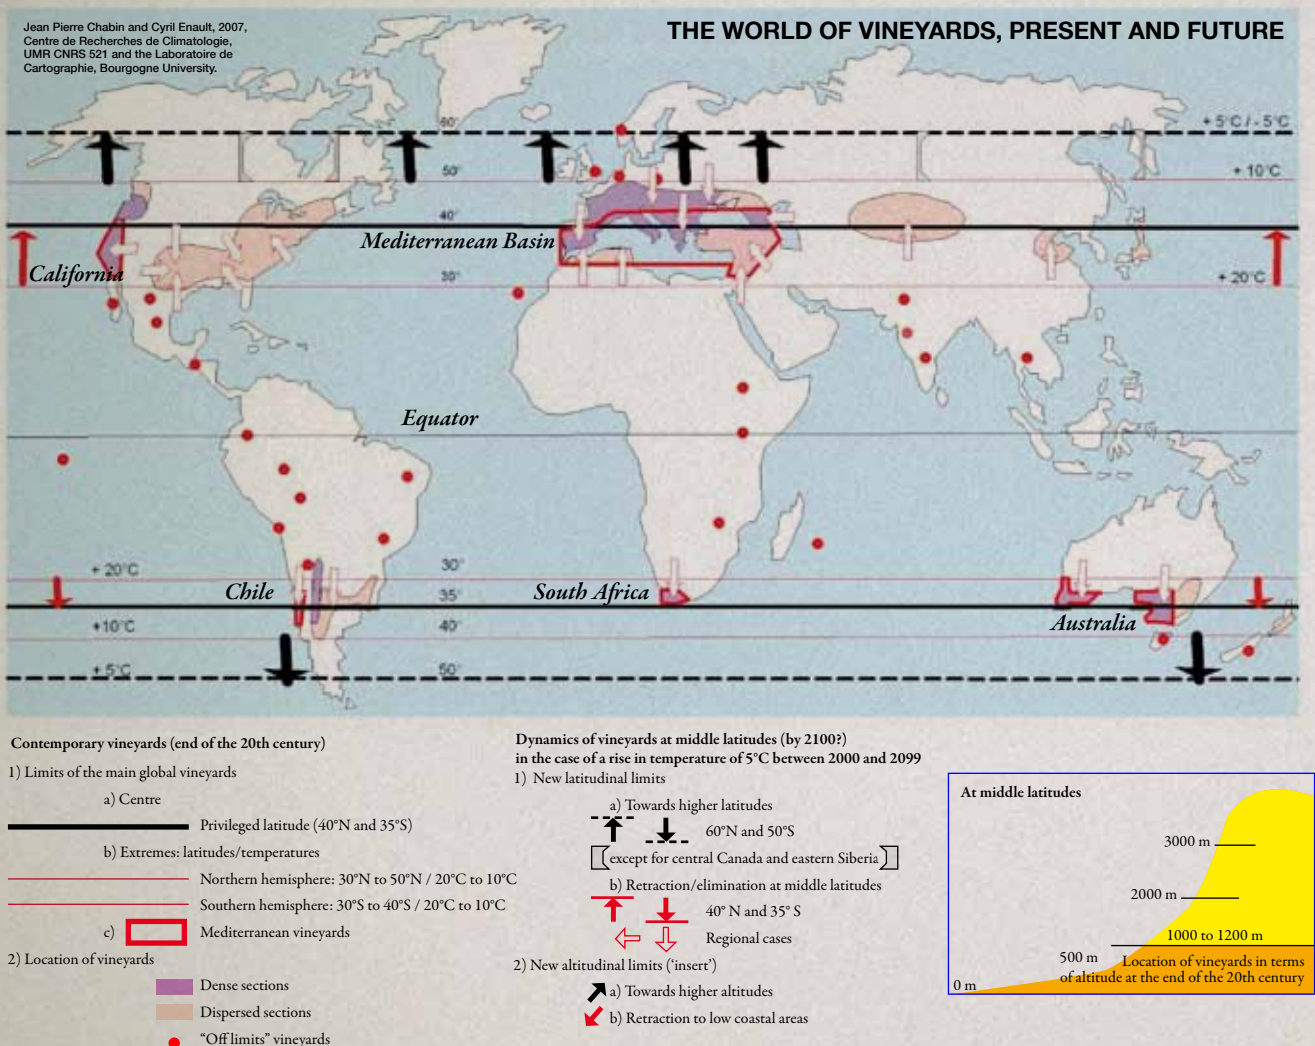 Jean Pierre Chabin and Cyril Enault, 2007,
Centre de Recherches de Climatologie,
UMR CNRS 521 and the Laboratoire de
Cartographie, Bourgogne University.
THE WORLD OF VINEYARDS, PRESENT AND FUTURE
60°
+ 5°C / - 5°C
50°
+ 10°C
40°
Mediterranean Basin
California
30°
+ 20°C
Equator
+ 20°C
30°
Chile
35°
South Africa
Australia
+10°C
40°
+ 5°C
50°
Contemporary vineyards (end of the 20th century)
1) Limits of the main global vineyards
a) Centre
Privileged latitude (40°N and 35°S)
b) Extremes: latitudes/temperatures
Northern hemisphere: 30°N to 50°N / 20°C to 10°C
Southern hemisphere: 30°S to 40°S / 20°C to 10°C
c)
Mediterranean vineyards
2) Location of vineyards
Dense sections
Dispersed sections
"Off limits" vineyards
Dynamics of vineyards at middle latitudes (by 2100?)
in the case of a rise in temperature of 5°C between 2000 and 2099
1) New latitudinal limits
a) Towards higher latitudes
60°N and 50°S
except for central Canada and eastern Siberia
b) Retraction/elimination at middle latitudes
40° N and 35° S
Regional cases
2) New altitudinal limits ('insert')
a) Towards higher altitudes
b) Retraction to low coastal areas
At middle latitudes
3000 m
2000 m
1000 to 1200 m
500 m
Location of vineyards in terms
of altitude at the end of the 20th century
0 m